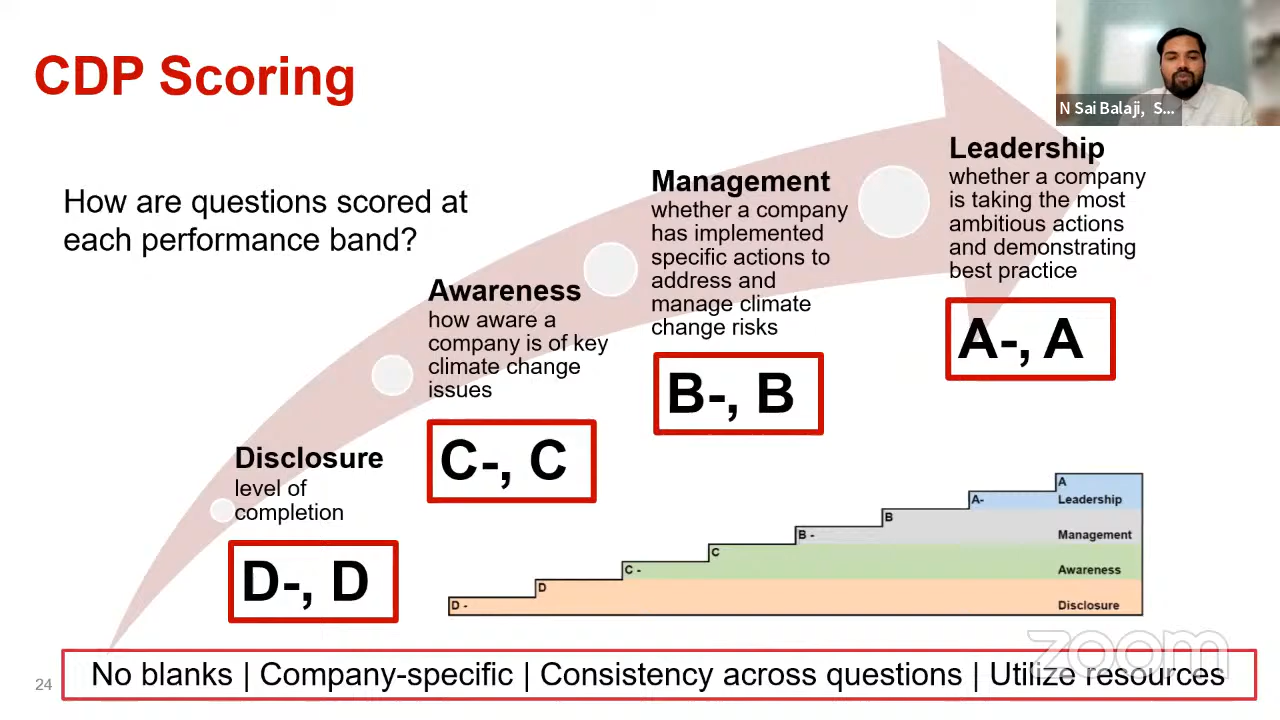 CDP Scoring
N Sai Balaji, S...
How are questions scored at
each performance band?
Leadership
whether a company
is taking the most
ambitious actions
and demonstrating
best practice
A-, A
Management
whether a company
has implemented
specific actions to
address and
manage climate
change risks
B-, B
Awareness
how aware a
company is of key
climate change
issues
C-, C
Disclosure
level of
completion
D-, D
A
A-
Leadership
B
B -
Management
C
C -
Awareness
D
D -
Disclosure
zoom
No blanks | Company-specific | Consistency across questions | Utilize resources
24